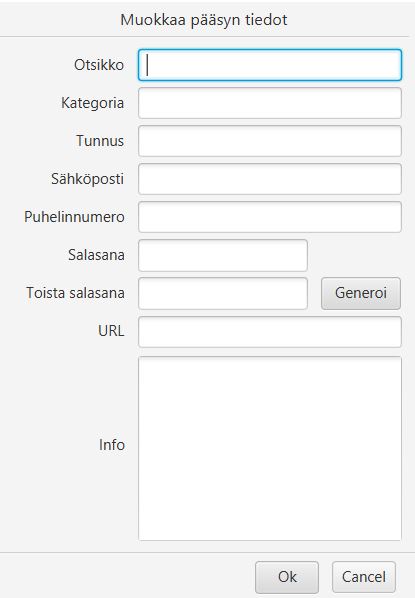 Muokkaa pääsyn tiedot
Otsikko
Kategoria
Tunnus
Sähköposti
Puhelinnumero
Salasana
Toista salasana Generoi
URL
Info
Ok Cancel